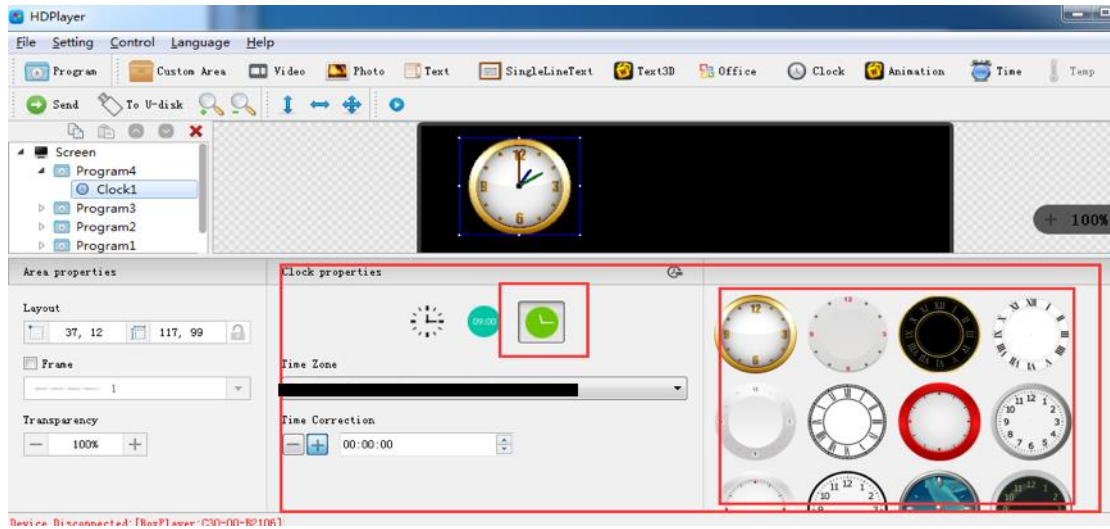 HDPlayer
File Setting Control Language Help
Program Custom Area Video Photo Text SingleLineText Text3D Office Clock Animation Time Temp
Send To U-disk
Screen
Program4
Clock1
Program3
Program2
Program1
+ 100%
Area properties
Clock properties
Layout
37, 12 117, 99
09:00
Frame
Time Zone
1
Transparency
Time Correction
100%
00:00:00
Device Disconnected:[BoxPlayer:C30-00-B2106]